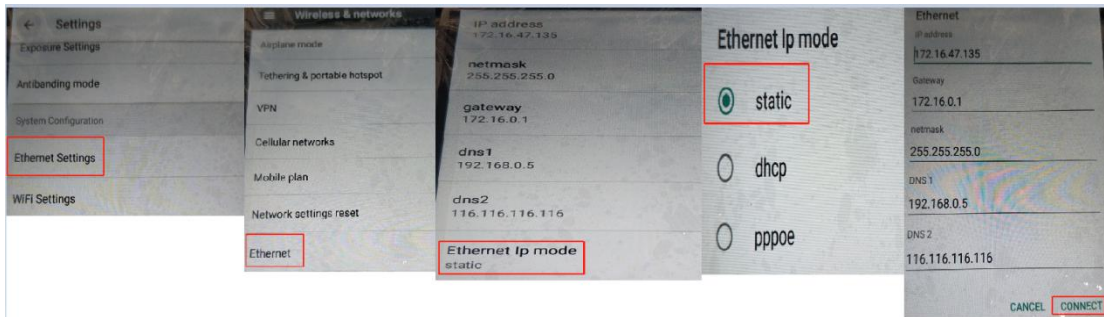 Settings
Exposure Settings
Antibanding mode
System Configuration
Ethernet Settings
WiFi Settings
Wireless & networks
Airplane mode
Tethering & portable hotspot
VPN
Cellular networks
Mobile plan
Network settings reset
Ethernet
IP address
172.16.47.135
netmask
255.255.255.0
gateway
172.16.0.1
dns1
192.168.0.5
dns2
116.116.116.116
Ethernet Ip mode
static
Ethernet Ip mode
static
dhcp
pppoe
Ethernet
IP address
172.16.47.135
Gateway
172.16.0.1
netmask
255.255.255.0
DNS 1
192.168.0.5
DNS 2
116.116.116.116
CANCEL CONNECT